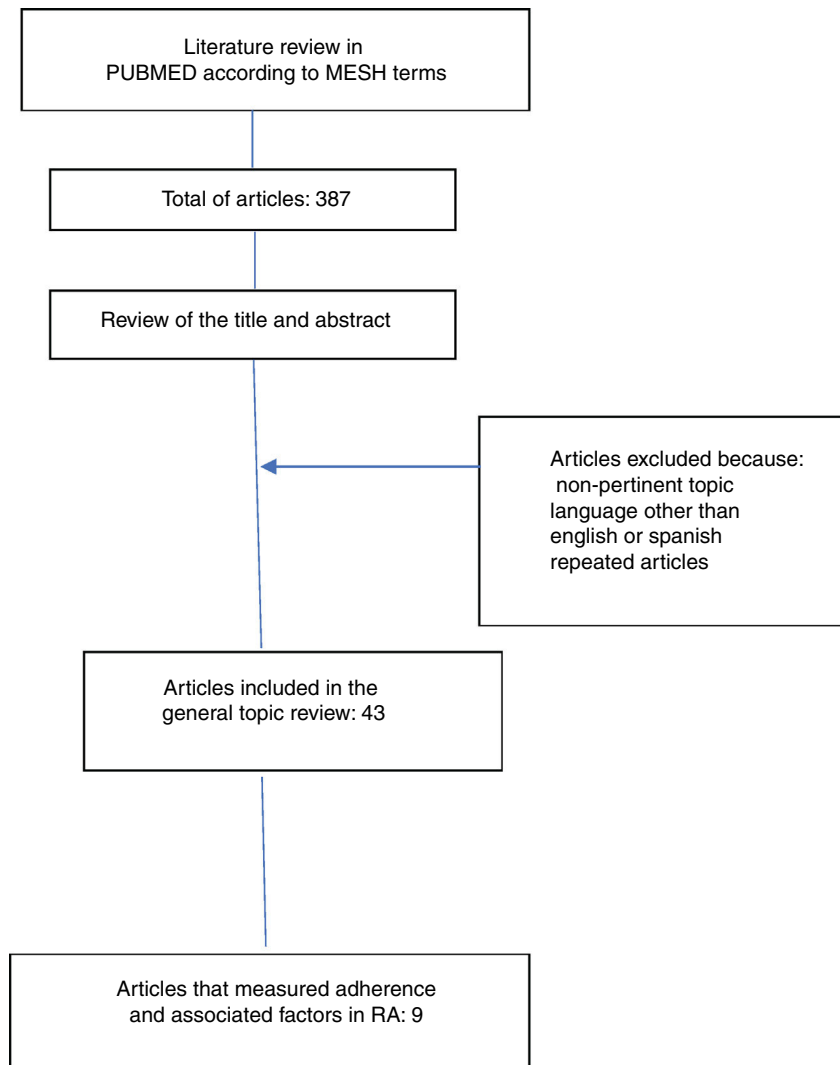 Literature review in
PUBMED according to MESH terms
Total of articles: 387
Review of the title and abstract
Articles excluded because:
non-pertinent topic
language other than
english or spanish
repeated articles
Articles included in the
general topic review: 43
Articles that measured adherence
and associated factors in RA: 9